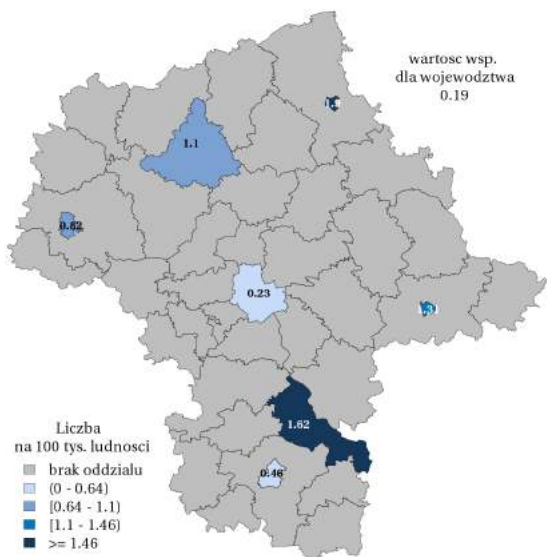 wartosc wsp.
dla wojewodztwa
0.19
1.1
0.82
0.23
1.62
0.46
Liczba
na 100 tys. ludnosci
brak oddzialu
(0 - 0.64)
[0.64 - 1.1)
[1.1 - 1.46)
>= 1.46